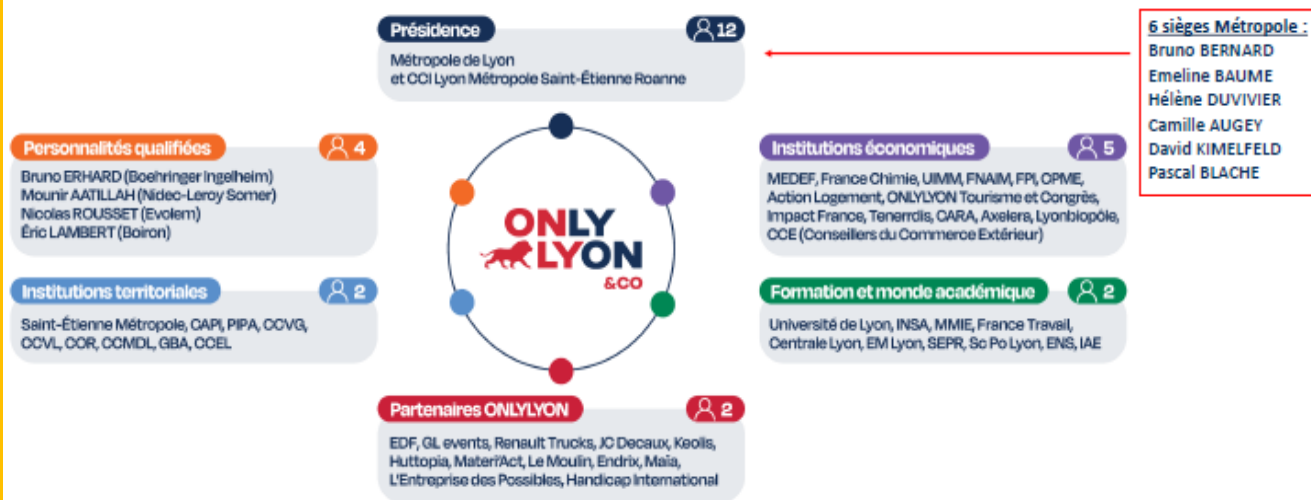 Présidence
12
Métropole de Lyon
et CCI Lyon Métropole Saint-Étienne Roanne
6 sièges Métropole :
Bruno BERNARD
Emeline BAUME
Hélène DUVIVIER
Camille AUGEY
David KIMELFELD
Pascal BLACHE
Personnalités qualifiées
4
Bruno ERHARD (Boehringer Ingelheim)
Mounir AATILLAH (Nidec-Leroy Somer)
Nicolas ROUSSET (Evolem)
Éric LAMBERT (Boiron)
Institutions économiques
5
MEDEF, France Chimie, UIMM, FNAIM, FPI, CPME,
Action Logement, ONLYLYON Tourisme et Congrès,
Impact France, Tenerrdis, CARA, Axelera, Lyonbiopôle,
CCE (Conseillers du Commerce Extérieur)
ONLY
LYON
&CO
Institutions territoriales
2
Saint-Étienne Métropole, CAPI, PIPA, CCVG,
CCVL, COR, CCMDL, GBA, CCEL
Formation et monde académique
2
Université de Lyon, INSA, MMIE, France Travail,
Centrale Lyon, EM Lyon, SEPR, Sc Po Lyon, ENS, IAE
Partenaires ONLYLYON
2
EDF, GL events, Renault Trucks, JC Decaux, Keolis,
Huttopia, Materi'Act, Le Moulin, Endrix, Maïa,
L'Entreprise des Possibles, Handicap International